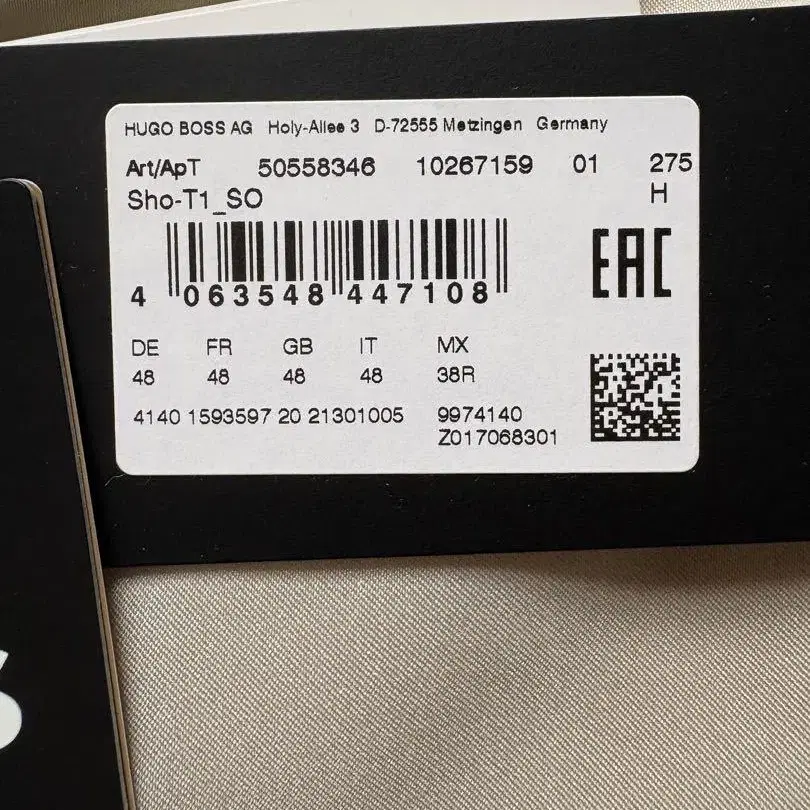 HUGO BOSS AG Holy-Allee 3 D-72555 Metzingen Germany
Art/ApT 50558346 10267159 01 275
Sho-T1_SO H
EAC
4 063548 447108
DE FR GB IT MX
48 48 48 48 38R
4140 1593597 20 21301005 9974140
Z017068301